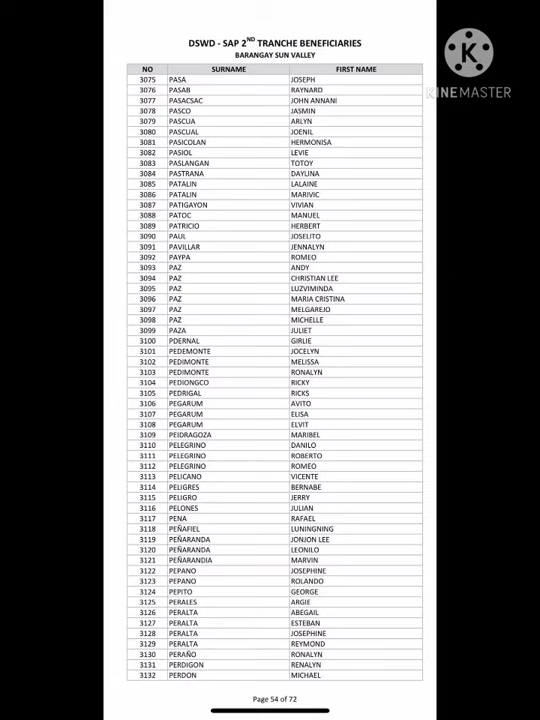 DSWD - SAP 2ND TRANCHE BENEFICIARIES
BARANGAY SUN VALLEY
KINEMASTER
NO SURNAME FIRST NAME
3075 PASA JOSEPH
3076 PASAB RAYNARD
3077 PASACSAC JOHN ANNANI
3078 PASCO JASMIN
3079 PASCUA ARLYN
3080 PASCUAL JOENIL
3081 PASICOLAN HERMONISA
3082 PASIOL LEVIE
3083 PASLANGAN TOTOY
3084 PASTRANA DAYLINA
3085 PATALIN LALAINE
3086 PATALIN MARIVIC
3087 PATIGAYON VIVIAN
3088 PATOC MANUEL
3089 PATRICIO HERBERT
3090 PAUL JOSELITO
3091 PAVILLAR JENNALYN
3092 PAYPA ROMEO
3093 PAZ ANDY
3094 PAZ CHRISTIAN LEE
3095 PAZ LUZVIMINDA
3096 PAZ MARIA CRISTINA
3097 PAZ MELGAREJO
3098 PAZ MICHELLE
3099 PAZA JULIET
3100 PDERNAL GIRLIE
3101 PEDEMONTE JOCELYN
3102 PEDIMONTE MELISSA
3103 PEDIMONTE RONALYN
3104 PEDIONGCO RICKY
3105 PEDRIGAL RICKS
3106 PEGARUM AVITO
3107 PEGARUM ELISA
3108 PEGARUM ELVIT
3109 PEIDRAGOZA MARIBEL
3110 PELEGRINO DANILO
3111 PELEGRINO ROBERTO
3112 PELEGRINO ROMEO
3113 PELICANO VICENTE
3114 PELIGRES BERNABE
3115 PELIGRO JERRY
3116 PELONES JULIAN
3117 PENA RAFAEL
3118 PEÑAFIEL LUNINGNING
3119 PEÑARANDA JONJON LEE
3120 PEÑARANDA LEONILO
3121 PEÑARANDIA MARVIN
3122 PEPANO JOSEPHINE
3123 PEPANO ROLANDO
3124 PEPITO GEORGE
3125 PERALES ARGIE
3126 PERALTA ABEGAIL
3127 PERALTA ESTEBAN
3128 PERALTA JOSEPHINE
3129 PERALTA REYMOND
3130 PERAÑO RONALYN
3131 PERDIGON RENALYN
3132 PERDON MICHAEL
Page 54 of 72